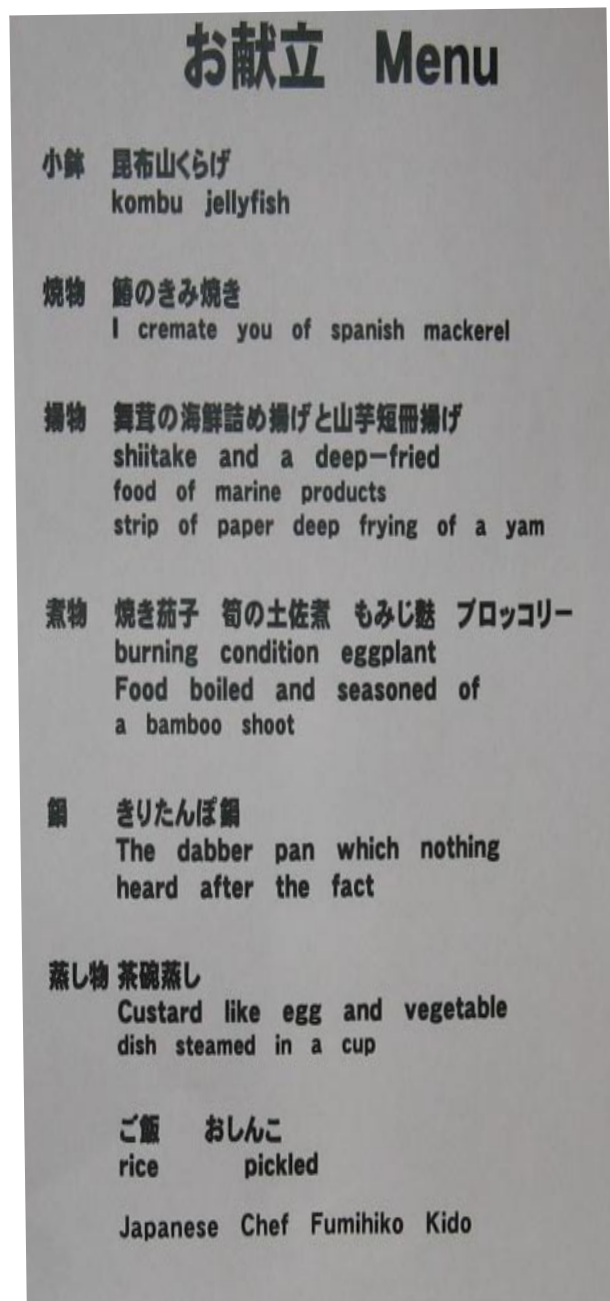 お献立 Menu
小鉢 昆布山くらげ
kombu jellyfish
焼物 鰆のきみ焼き
I cremate you of spanish mackerel
揚物 舞茸の海鮮詰め揚げと山芋短冊揚げ
shiitake and a deep-fried
food of marine products
strip of paper deep frying of a yam
煮物 焼き茄子 筍の土佐煮 もみじ麩 ブロッコリー
burning condition eggplant
Food boiled and seasoned of
a bamboo shoot
鍋 きりたんぽ鍋
The dabber pan which nothing
heard after the fact
蒸し物 茶碗蒸し
Custard like egg and vegetable
dish steamed in a cup
ご飯 おしんこ
rice pickled
Japanese Chef Fumihiko Kido